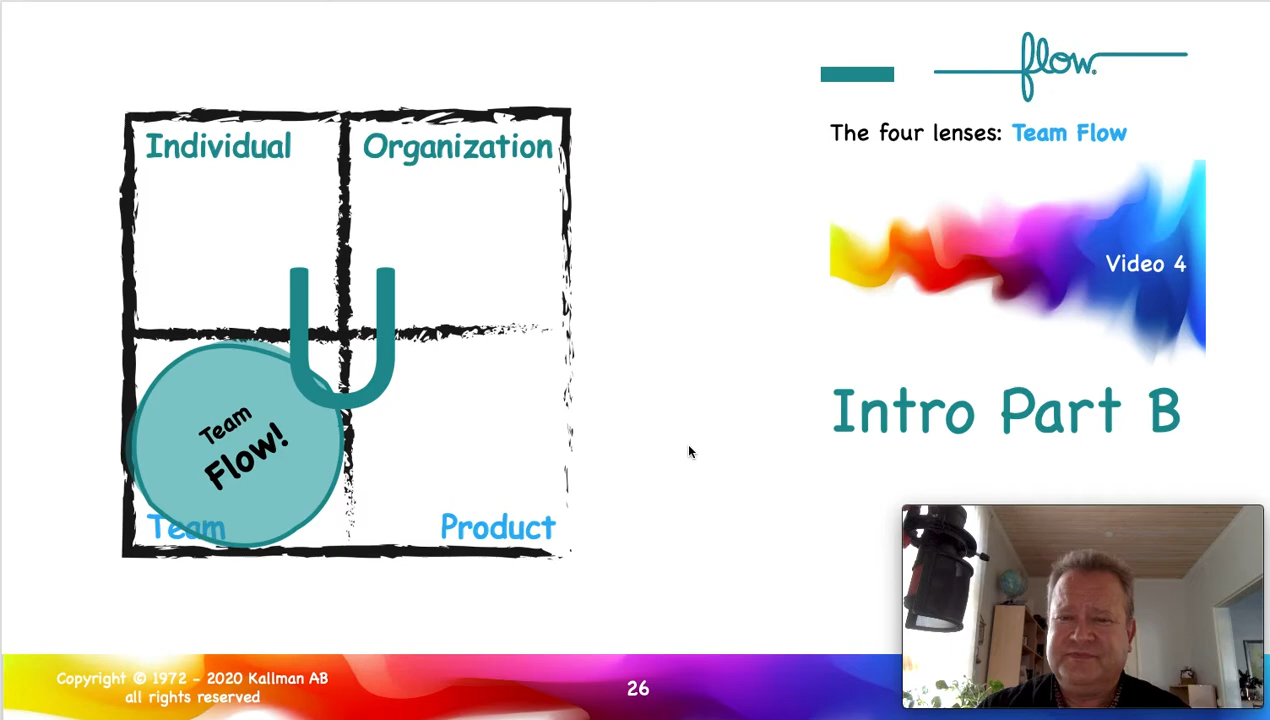 flow.
The four lenses: Team Flow
Individual
Organization
Video 4
Intro Part B
U
Team
Flow!
Team
Product
Copyright © 1972 - 2020 Kallman AB
all rights reserved
26